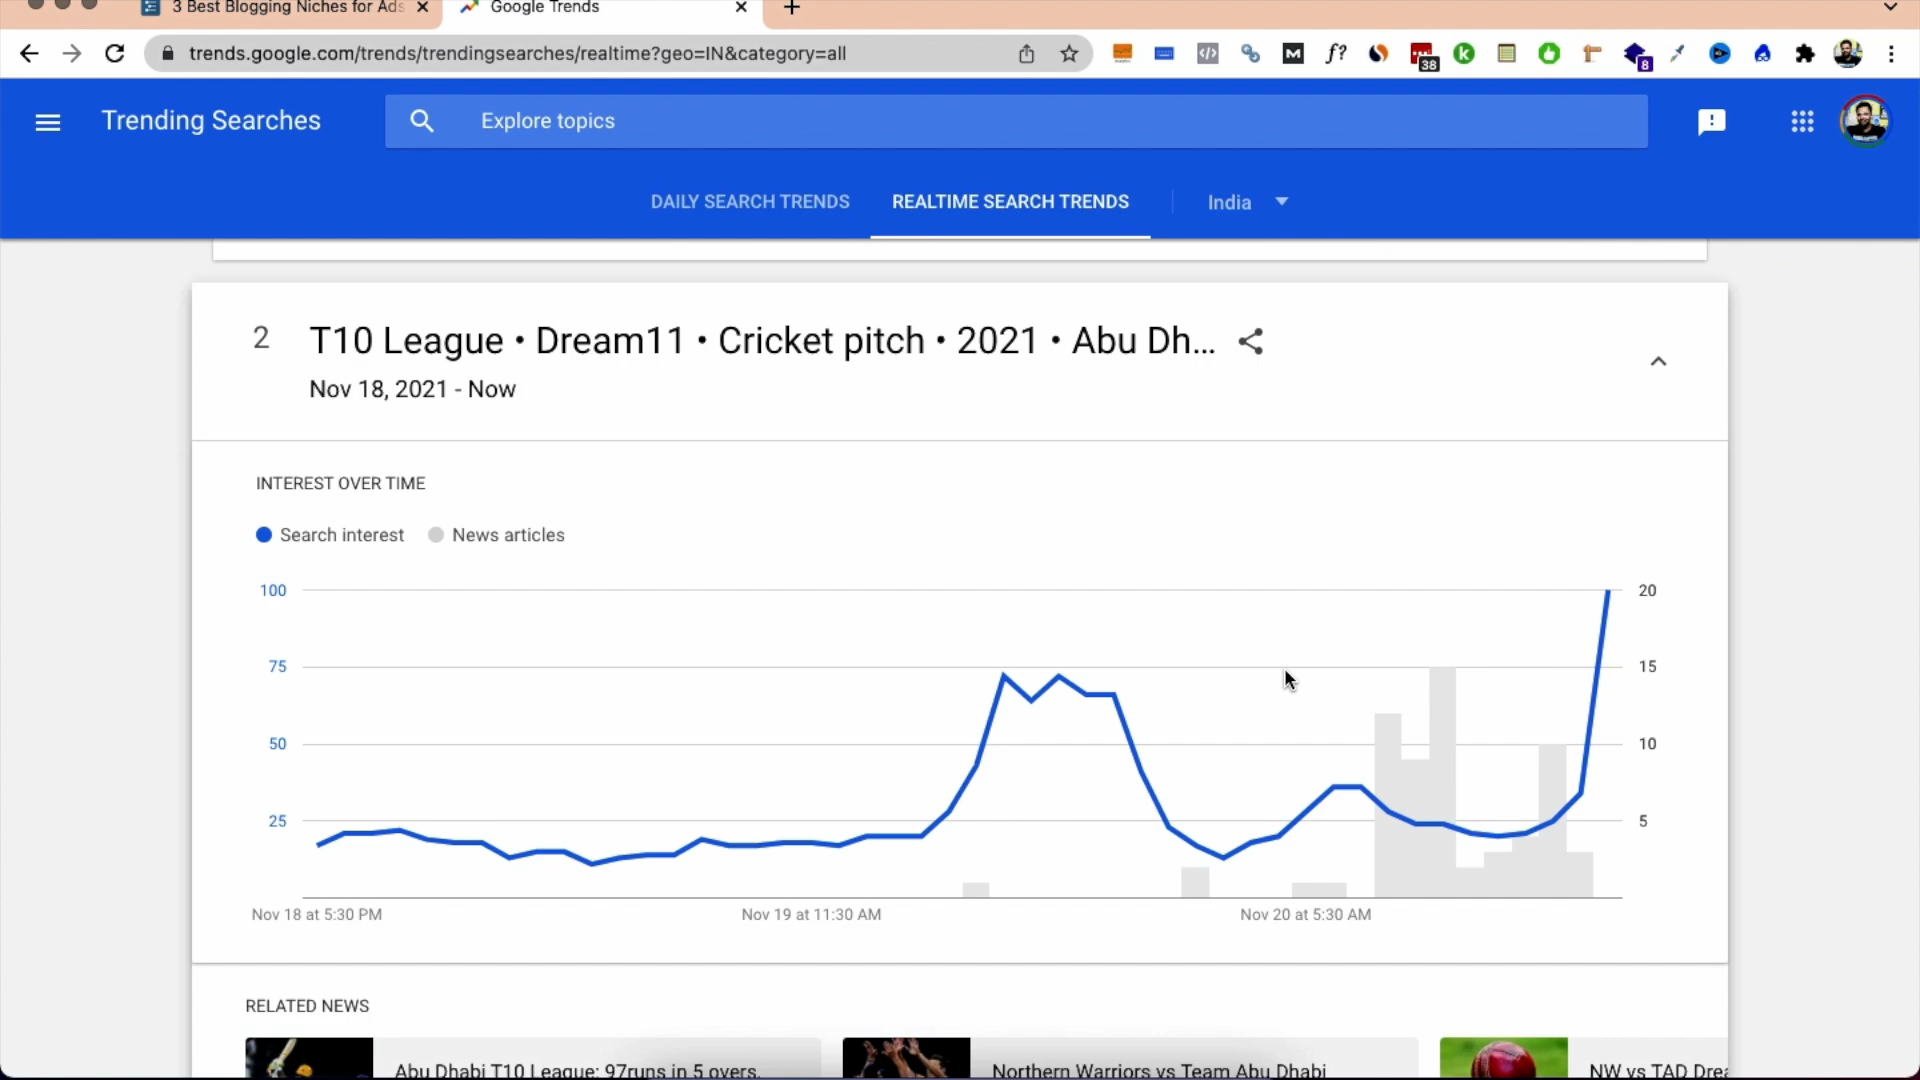 3 Best Blogging Niches for Ads
Google Trends
trends.google.com/trends/trendingsearches/realtime?geo=IN&category=all
38
8
Trending Searches
Explore topics
DAILY SEARCH TRENDS
REALTIME SEARCH TRENDS
India
2
T10 League • Dream11 • Cricket pitch • 2021 • Abu Dh...
Nov 18, 2021 - Now
INTEREST OVER TIME
Search interest
News articles
100
75
50
25
20
15
10
5
Nov 18 at 5:30 PM
Nov 19 at 11:30 AM
Nov 20 at 5:30 AM
RELATED NEWS
Abu Dhabi T10 League: 97runs in 5 overs,
Northern Warriors vs Team Abu Dhabi
NW vs TAD Drea